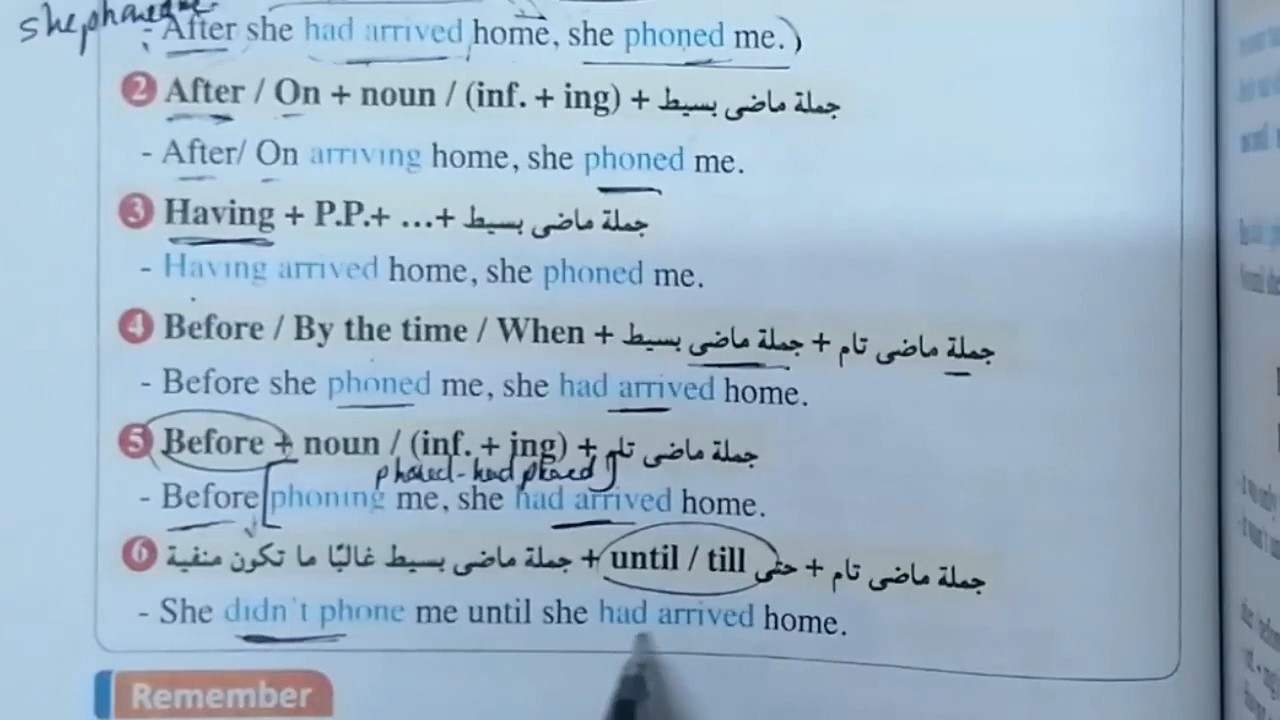 she phoned me
- After she had arrived home, she phoned me.)
2 After / On + noun / (inf. + ing) + جملة ماضى بسيط
- After/ On arriving home, she phoned me.
3 Having + P.P.+ ...+ جملة ماضى بسيط
- Having arrived home, she phoned me.
4 Before / By the time / When + جملة ماضى بسيط + جملة ماضى تام
- Before she phoned me, she had arrived home.
5 Before + noun / (inf. + ing) + جملة ماضى تام
phoned - had phoned
- Before phoning me, she had arrived home.
6 جملة ماضى بسيط غالبًا ما تكون منفية + until / till حتى + جملة ماضى تام
- She didn't phone me until she had arrived home.
Remember